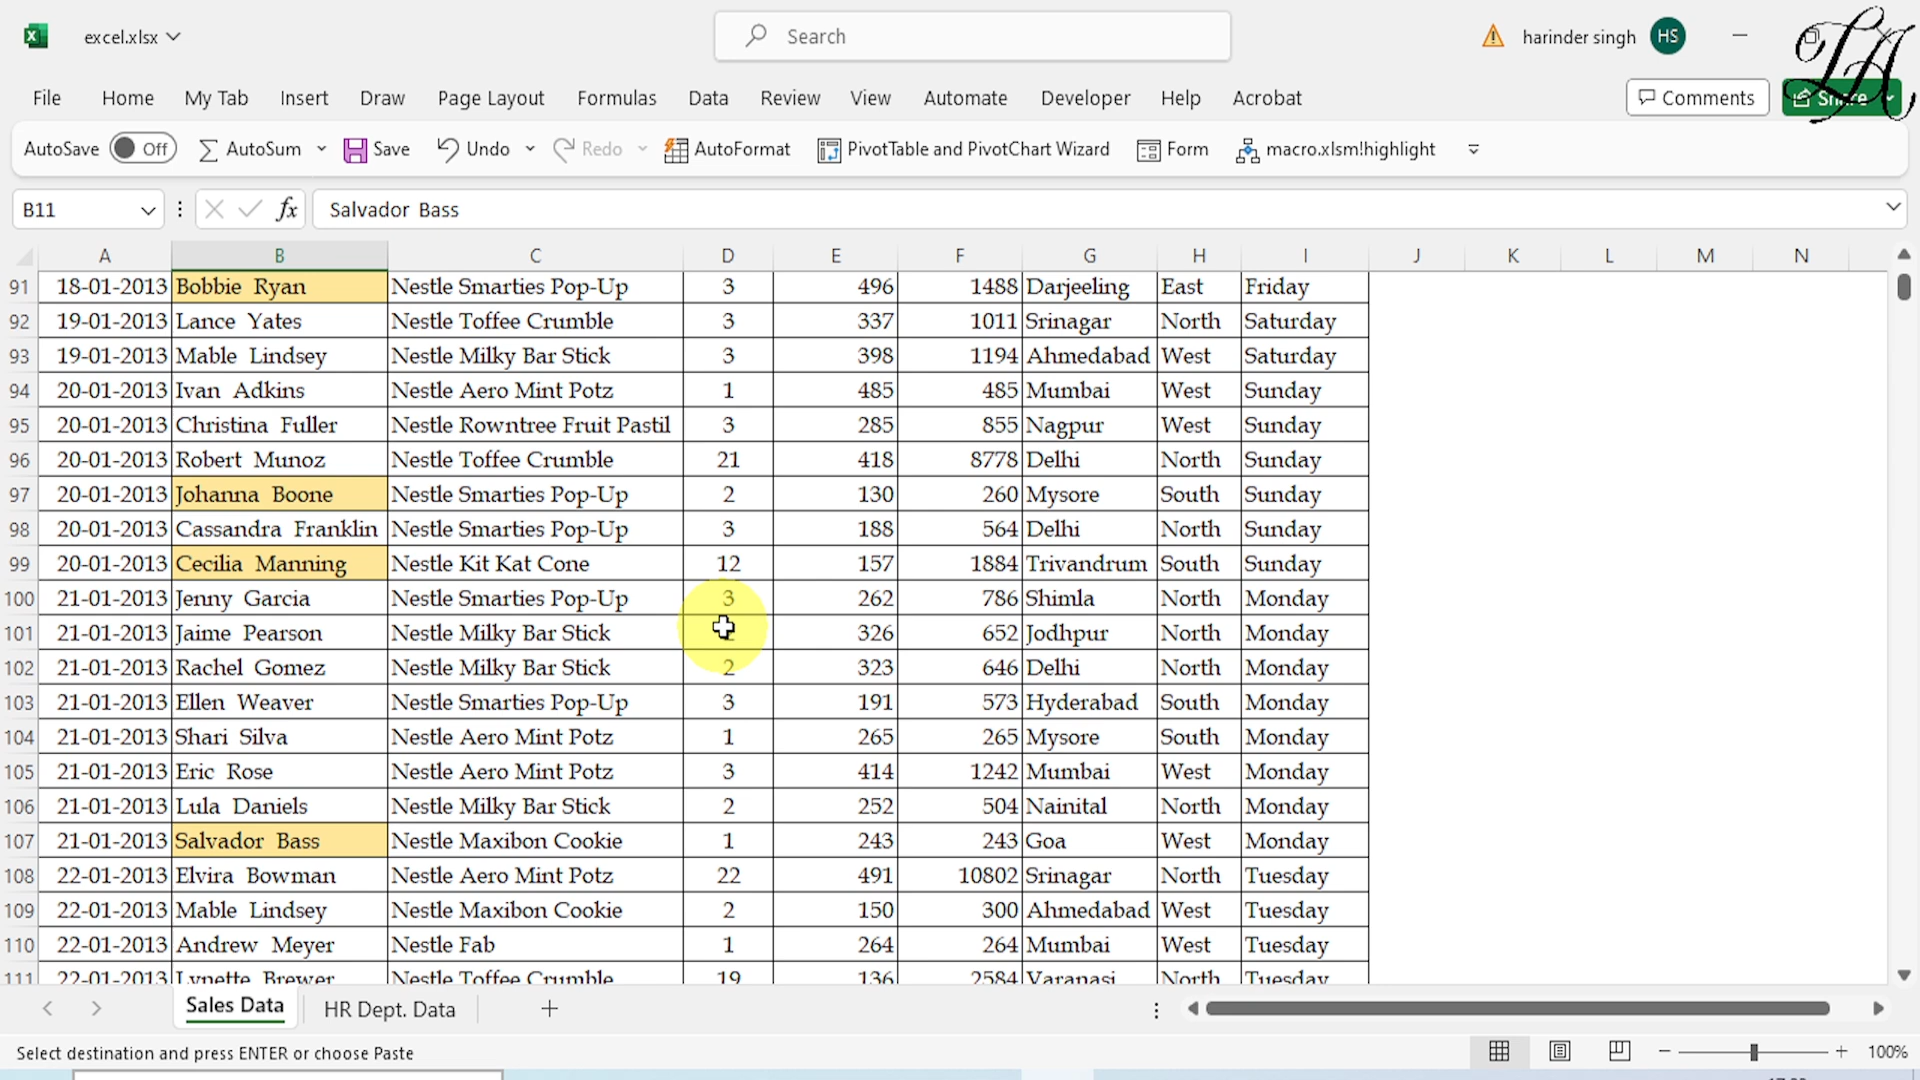 excel.xlsx
Search
harinder singh HS
File Home My Tab Insert Draw Page Layout Formulas Data Review View Automate Developer Help Acrobat Comments Share
AutoSave Off AutoSum Save Undo Redo AutoFormat PivotTable and PivotChart Wizard Form macro.xlsm!highlight
B11 fx Salvador Bass
A B C D E F G H I J K L M N
91 18-01-2013 Bobbie Ryan Nestle Smarties Pop-Up 3 496 1488 Darjeeling East Friday
92 19-01-2013 Lance Yates Nestle Toffee Crumble 3 337 1011 Srinagar North Saturday
93 19-01-2013 Mable Lindsey Nestle Milky Bar Stick 3 398 1194 Ahmedabad West Saturday
94 20-01-2013 Ivan Adkins Nestle Aero Mint Potz 1 485 485 Mumbai West Sunday
95 20-01-2013 Christina Fuller Nestle Rowntree Fruit Pastil 3 285 855 Nagpur West Sunday
96 20-01-2013 Robert Munoz Nestle Toffee Crumble 21 418 8778 Delhi North Sunday
97 20-01-2013 Johanna Boone Nestle Smarties Pop-Up 2 130 260 Mysore South Sunday
98 20-01-2013 Cassandra Franklin Nestle Smarties Pop-Up 3 188 564 Delhi North Sunday
99 20-01-2013 Cecilia Manning Nestle Kit Kat Cone 12 157 1884 Trivandrum South Sunday
100 21-01-2013 Jenny Garcia Nestle Smarties Pop-Up 3 262 786 Shimla North Monday
101 21-01-2013 Jaime Pearson Nestle Milky Bar Stick 326 652 Jodhpur North Monday
102 21-01-2013 Rachel Gomez Nestle Milky Bar Stick 2 323 646 Delhi North Monday
103 21-01-2013 Ellen Weaver Nestle Smarties Pop-Up 3 191 573 Hyderabad South Monday
104 21-01-2013 Shari Silva Nestle Aero Mint Potz 1 265 265 Mysore South Monday
105 21-01-2013 Eric Rose Nestle Aero Mint Potz 3 414 1242 Mumbai West Monday
106 21-01-2013 Lula Daniels Nestle Milky Bar Stick 2 252 504 Nainital North Monday
107 21-01-2013 Salvador Bass Nestle Maxibon Cookie 1 243 243 Goa West Monday
108 22-01-2013 Elvira Bowman Nestle Aero Mint Potz 22 491 10802 Srinagar North Tuesday
109 22-01-2013 Mable Lindsey Nestle Maxibon Cookie 2 150 300 Ahmedabad West Tuesday
110 22-01-2013 Andrew Meyer Nestle Fab 1 264 264 Mumbai West Tuesday
111 22-01-2013 Lynette Brewer Nestle Toffee Crumble 19 136 2584 Varanasi North Tuesday
Sales Data HR Dept. Data
Select destination and press ENTER or choose Paste 100%